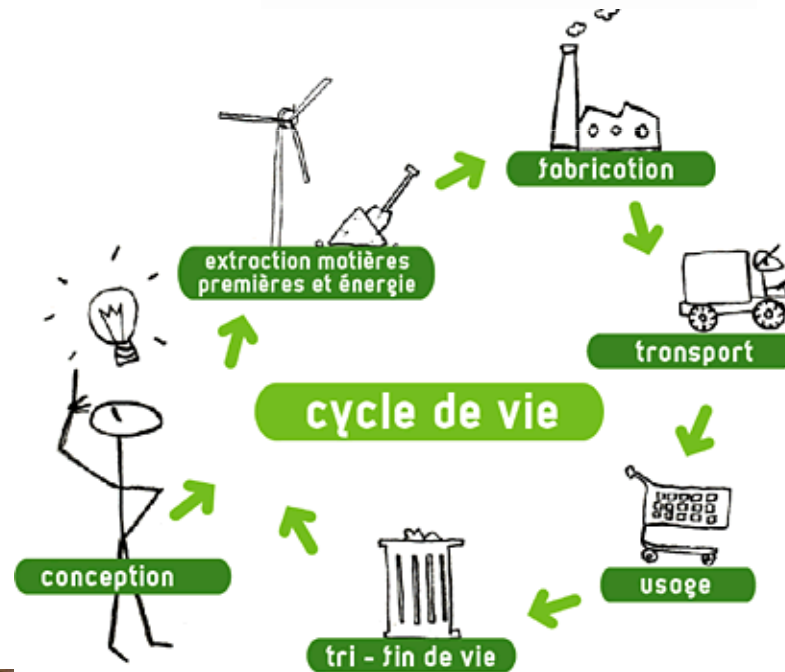 fabrication
extraction matières
premières et énergie
transport
cycle de vie
conception
usage
tri - fin de vie